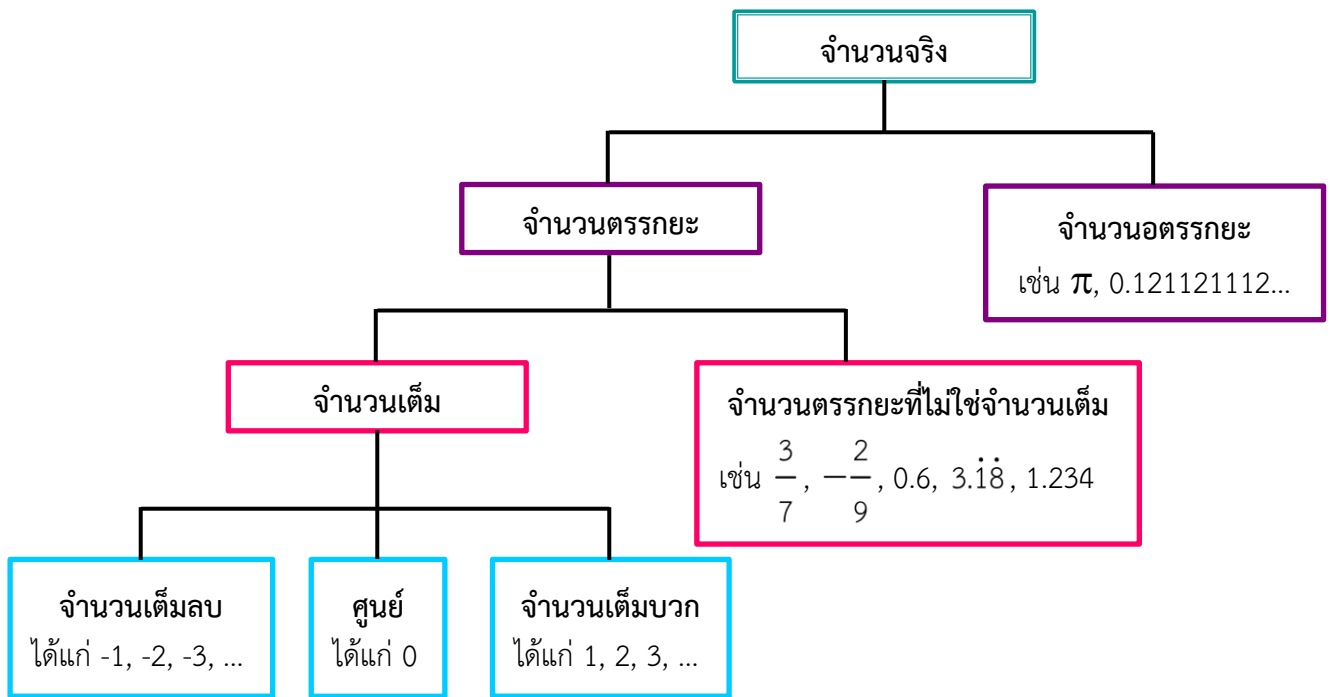 จำนวนจริง
จำนวนตรรกยะ
จำนวนอตรรกยะ
เช่น π, 0.121121112...
จำนวนเต็ม
จำนวนตรรกยะที่ไม่ใช่จำนวนเต็ม
เช่น 3/7, −2/9, 0.6, 3.1̇8̇, 1.234
จำนวนเต็มลบ
ได้แก่ -1, -2, -3, ...
ศูนย์
ได้แก่ 0
จำนวนเต็มบวก
ได้แก่ 1, 2, 3, ...